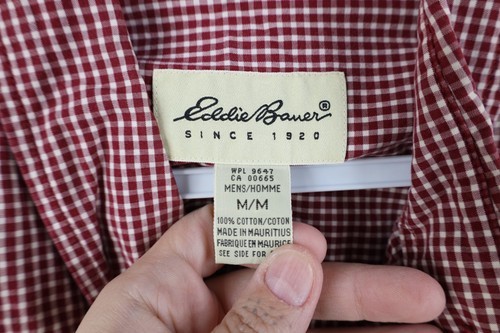 Eddie Bauer®
SINCE 1920
WPL 9647
CA 00665
MENS/HOMME
M/M
100% COTTON/COTON
MADE IN MAURITIUS
FABRIQUE EN MAURICE
SEE SIDE FOR